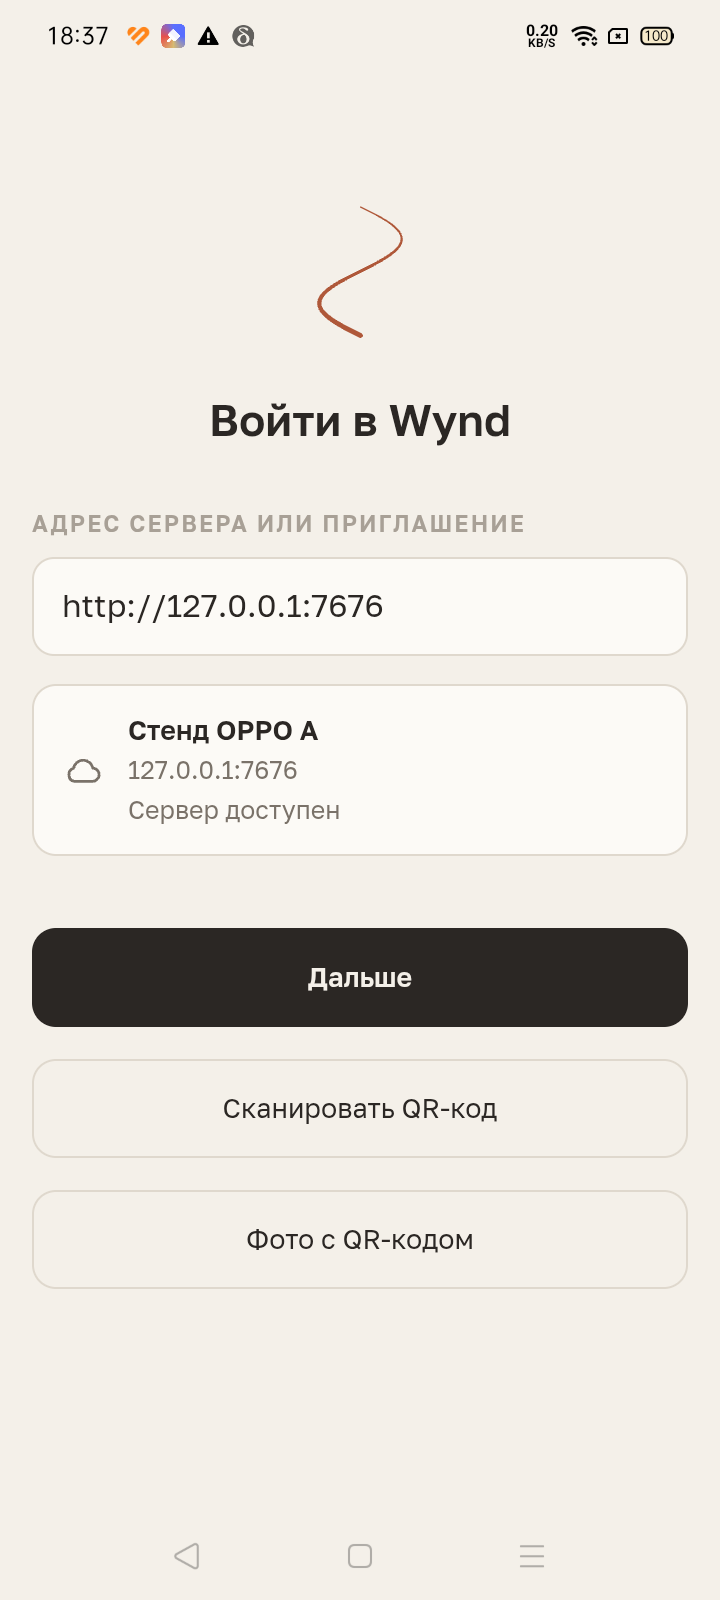 18:37
0.20
KB/S
100
Войти в Wynd
АДРЕС СЕРВЕРА ИЛИ ПРИГЛАШЕНИЕ
http://127.0.0.1:7676
Стенд OPPO A
127.0.0.1:7676
Сервер доступен
Дальше
Сканировать QR-код
Фото с QR-кодом